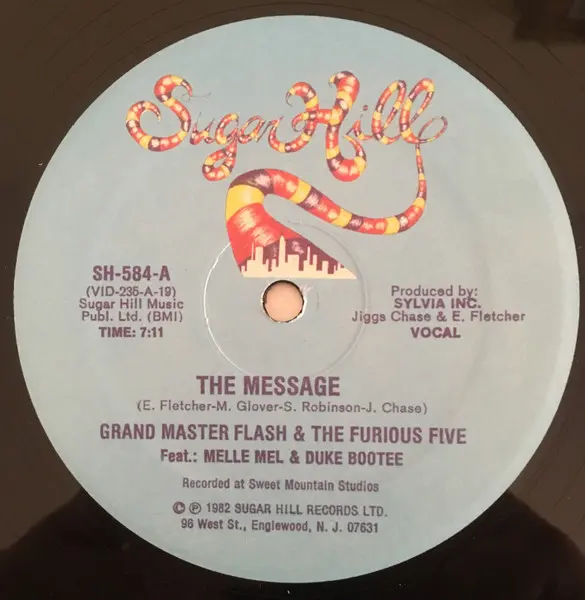 Sugar Hill
SH-584-A
(VID-235-A-19)
Sugar Hill Music
Publ. Ltd. (BMI)
TIME: 7:11
Produced by:
SYLVIA INC.
Jiggs Chase & E. Fletcher
VOCAL
THE MESSAGE
(E. Fletcher-M. Glover-S. Robinson-J. Chase)
GRAND MASTER FLASH & THE FURIOUS FIVE
Feat.: MELLE MEL & DUKE BOOTEE
Recorded at Sweet Mountain Studios
© ℗ 1982 SUGAR HILL RECORDS LTD.
96 West St., Englewood, N. J. 07631